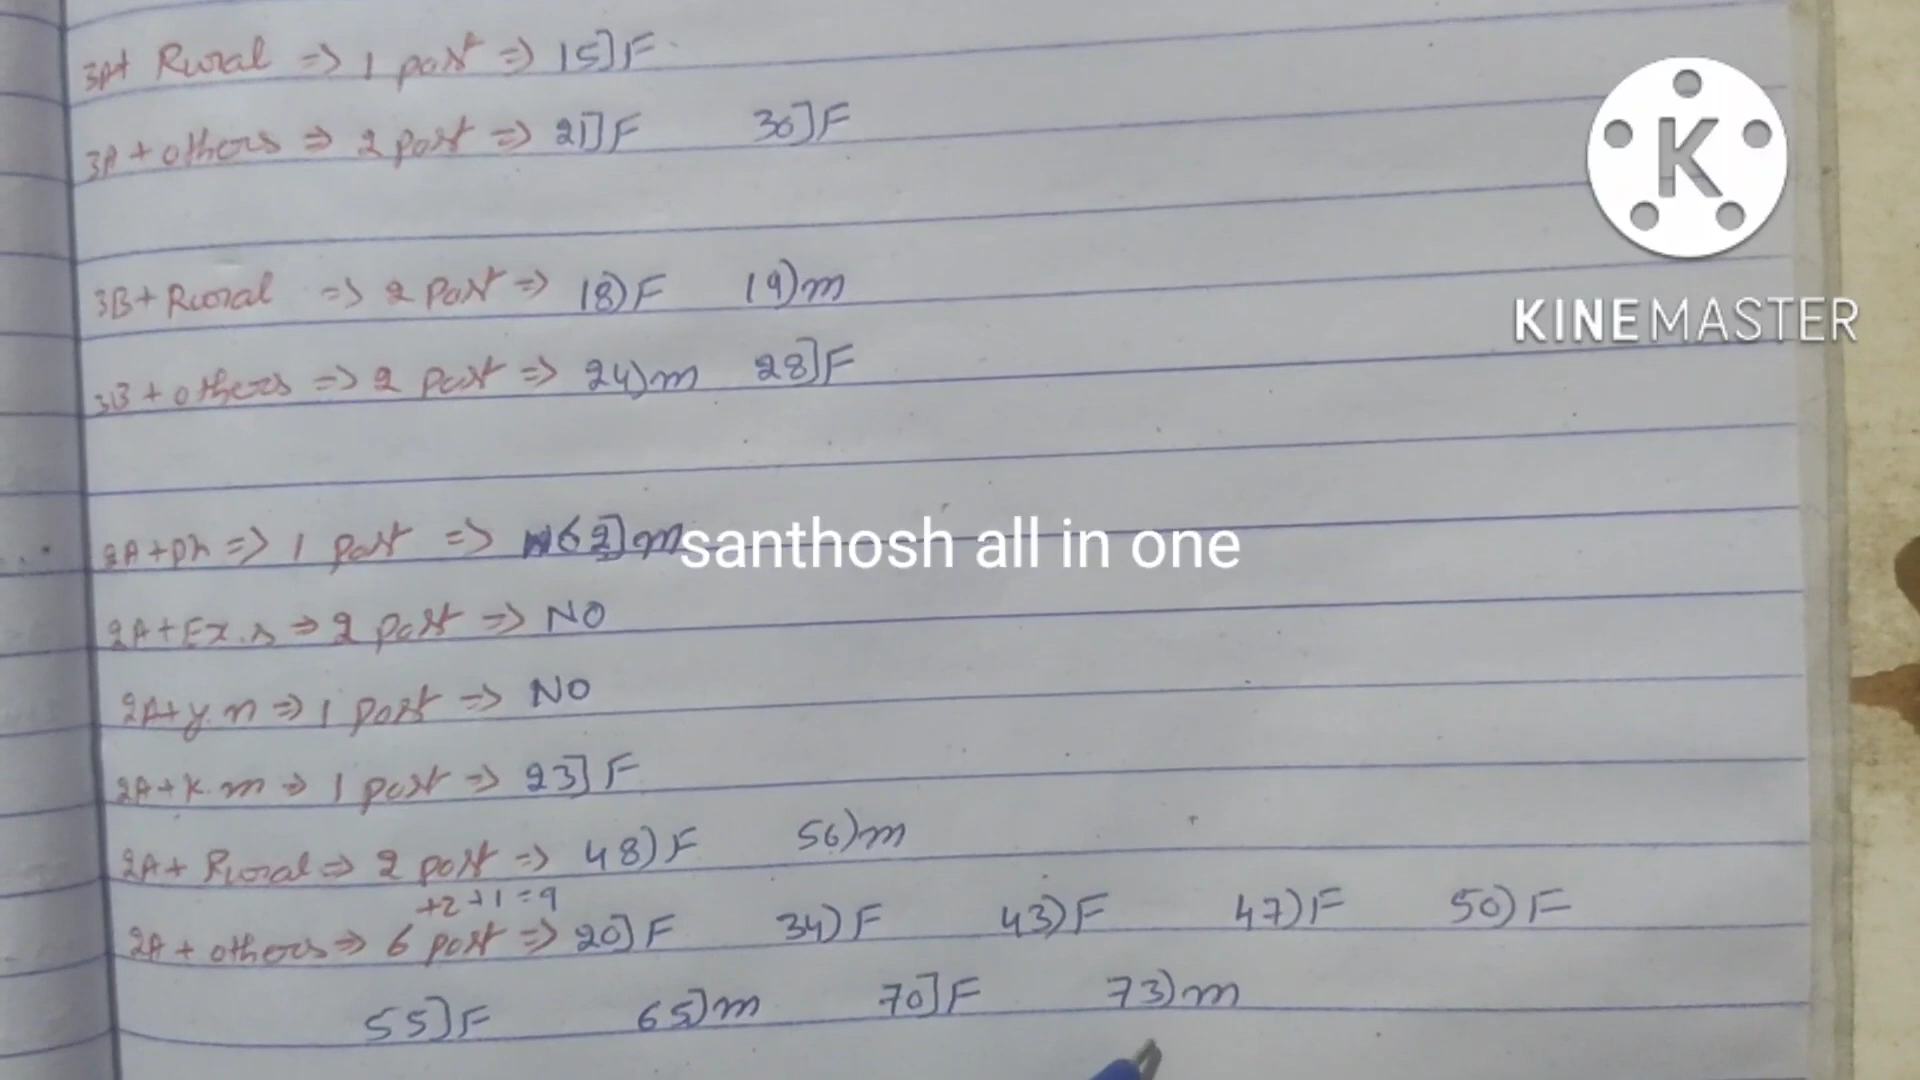 3A+ Rural => 1 post => 15]F
3A + others => 2 post => 21]F 30]F
3B + Rural => 2 post => 18)F 19)m
3B + others => 2 post => 24)m 28]F
2A+ph => 1 post => 62]m
santhosh all in one
2A+Ex.s => 2 post => NO
2A+y.n => 1 post => NO
2A+K.m => 1 post => 23]F
2A+ Rural => 2 post => 48)F 56)m
+2 +1 = 9
2A + others => 6 post => 20]F 34)F 43)F 47)F 50)F
55]F 65]m 70]F 73)m
K
KINEMASTER